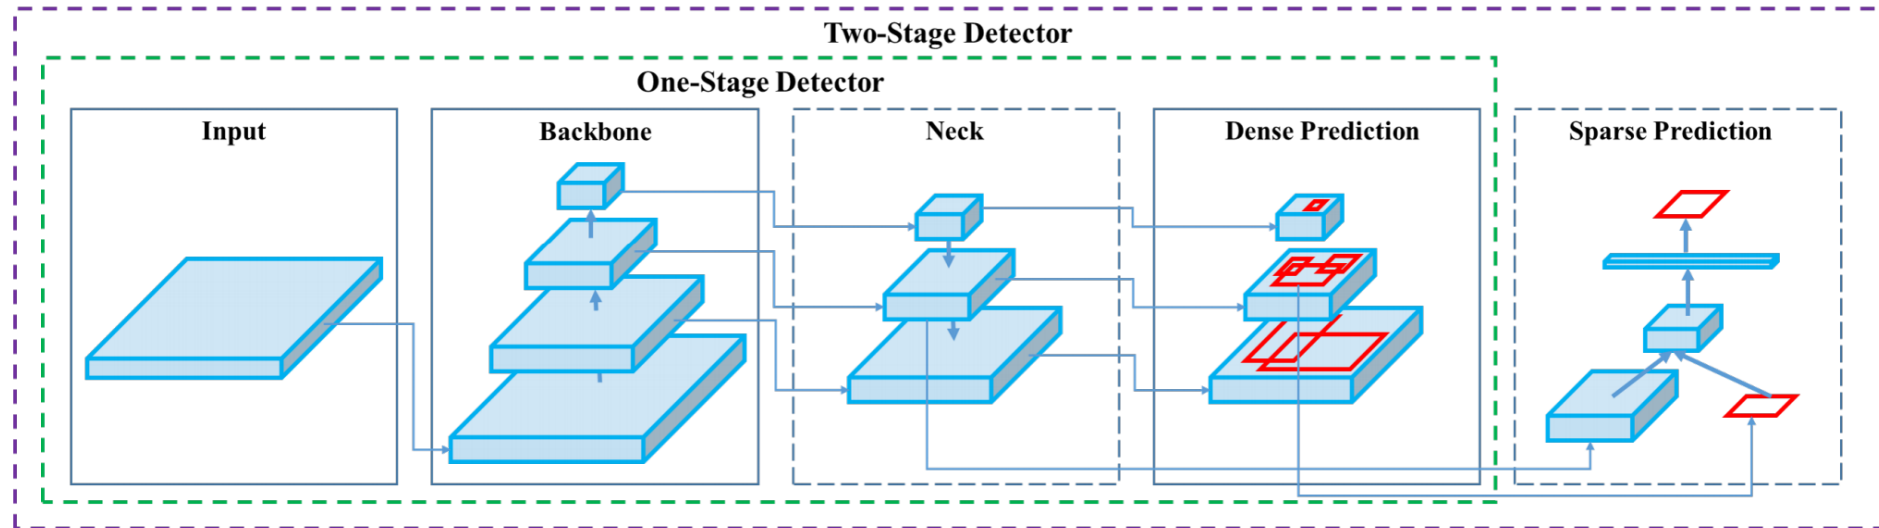 Two-Stage Detector
One-Stage Detector
Input
Backbone
Neck
Dense Prediction
Sparse Prediction